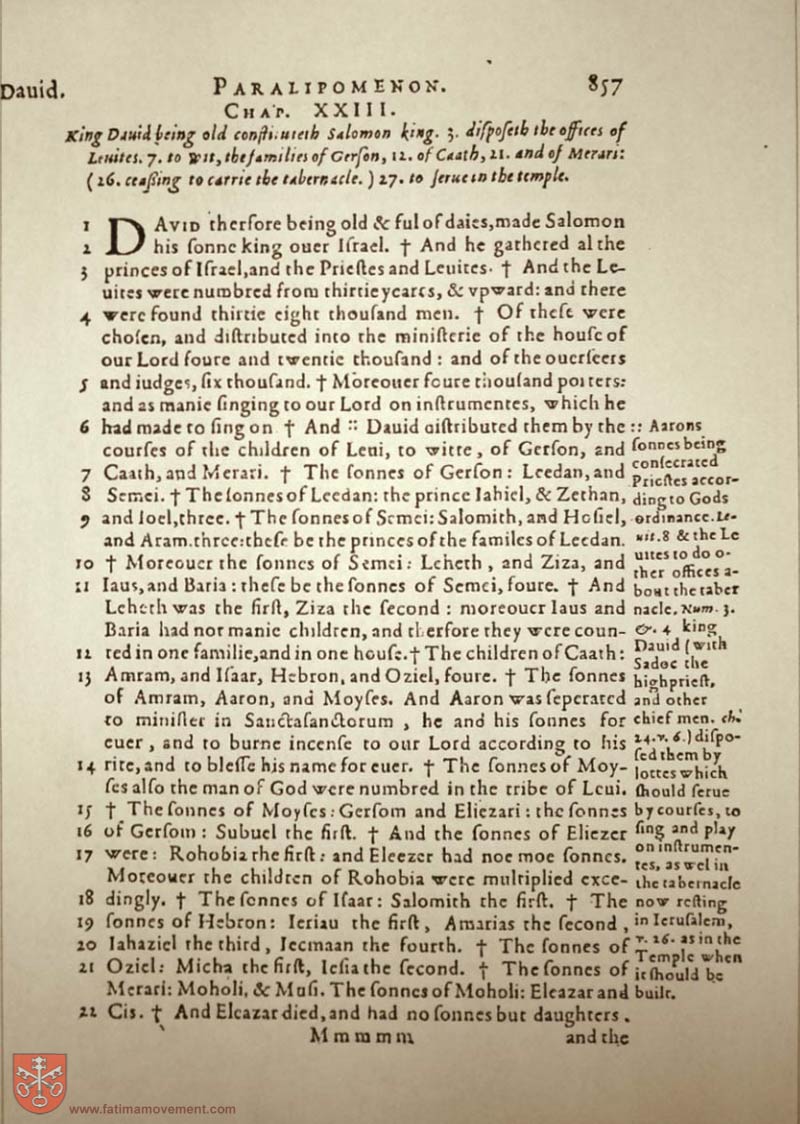 Dauid.
PARALIPOMENON.
857
CHAP. XXIII.
King Dauid being old constituteth Salomon king. 3. disposeth the offices of
Leuites. 7. to wit, the families of Gerson, 12. of Caath, 21. and of Merari:
(26. ceaßing to carrie the tabernacle.) 27. to serue in the temple.
1 DAVID therfore being old & ful of daies, made Salomon
2 his sonne king ouer Israel. † And he gathered al the
3 princes of Israel, and the Priestes and Leuites. † And the Le-
uites were numbred from thirtie yeares, & vpward: and there
4 were found thirtie eight thousand men. † Of these were
chosen, and distributed into the ministerie of the house of
our Lord foure and twentie thousand: and of the ouerseers
5 and iudges, six thousand. † Moreouer foure thousand porters:
and as manie singing to our Lord on instrumentes, which he
6 had made to sing on † And :: Dauid distributed them by the
courses of the children of Leui, to witte, of Gerson, and
7 Caath, and Merari. † The sonnes of Gerson: Leedan, and
8 Semei. † The sonnes of Leedan: the prince Iahiel, & Zethan,
9 and Ioel, three. † The sonnes of Semei: Salomith, and Hosiel,
and Aram. three: these be the princes of the familes of Leedan.
10 † Moreouer the sonnes of Semei: Leheth, and Ziza, and
11 Iaus, and Baria: these be the sonnes of Semei, foure. † And
Leheth was the first, Ziza the second: moreouer Iaus and
Baria had not manie children, and therfore they were coun-
12 ted in one familie, and in one house. † The children of Caath:
13 Amram, and Isaar, Hebron, and Oziel, foure. † The sonnes
of Amram, Aaron, and Moyses. And Aaron was seperated
to minister in Sanctasanctorum, he and his sonnes for
euer, and to burne incense to our Lord according to his
14 rite, and to blesse his name for euer. † The sonnes of Moy-
ses also the man of God were numbred in the tribe of Leui.
15 † The sonnes of Moyses: Gersom and Eliezari: the sonnes
16 of Gersom: Subuel the first. † And the sonnes of Eliezer
17 were: Rohobia the first: and Eleezer had noe moe sonnes.
Moreouer the children of Rohobia were multiplied exce-
18 dingly. † The sonnes of Isaar: Salomith the first. † The
19 sonnes of Hebron: Ieriau the first, Amarias the second,
20 Iahaziel the third, Iecmaan the fourth. † The sonnes of
21 Oziel: Micha the first, Iesia the second. † The sonnes of
Merari: Moholi, & Musi. The sonnes of Moholi: Eleazar and
22 Cis. † And Eleazar died, and had no sonnes but daughters.
Mmmmm
and the
:: Aarons
sonnes being
consecrated
Priestes accor-
ding to Gods
ordinance. Le-
uit. 8 & the Le
uites to do o-
ther offices a-
bout the taber
nacle, Num. 3.
&. 4 king
Dauid (with
Sadoc the
highpriest,
and other
chief men. ch.
24. v. 6.) dispo-
sed them by
lottes which
should serue
by courses, to
sing and play
on instrumen-
tes, as wel in
the tabernacle
now resting
in Ierusalem,
v. 26. as in the
Temple when
it should be
built.
www.fatimamovement.com